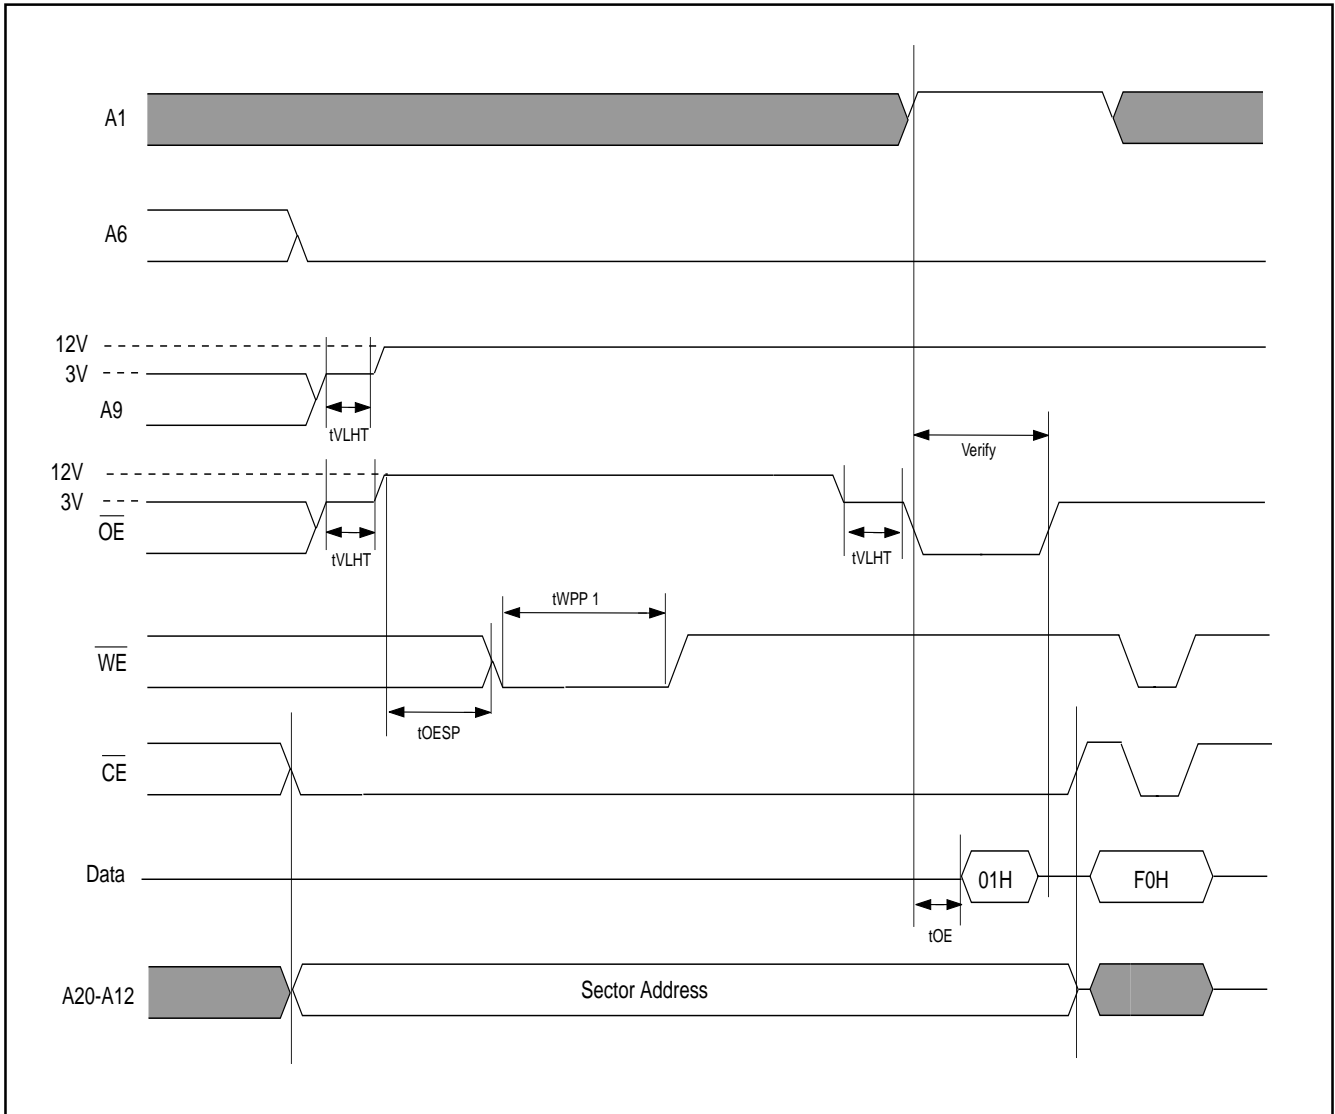 A1
A6
12V
3V
A9
tVLHT
Verify
12V
3V
OE
tVLHT
tVLHT
tWPP 1
WE
tOESP
CE
Data
01H
F0H
tOE
A20-A12
Sector Address